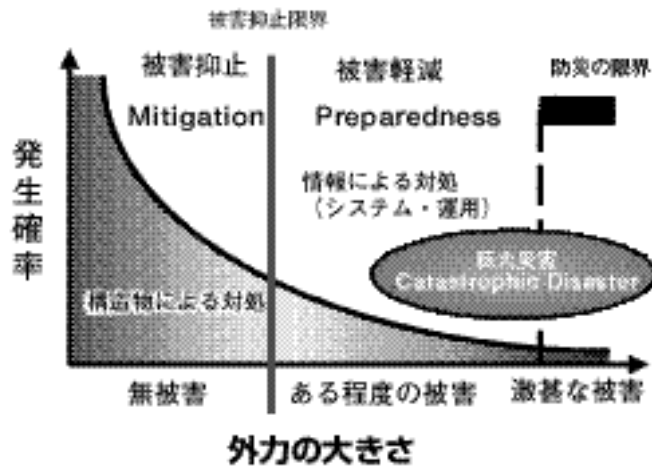 被害抑止限界
被害抑止
被害軽減
防災の限界
Mitigation
Preparedness
発生確率
情報による対処
（システム・運用）
巨大災害
Catastrophic Disaster
構造物による対処
無被害
ある程度の被害
激甚な被害
外力の大きさ